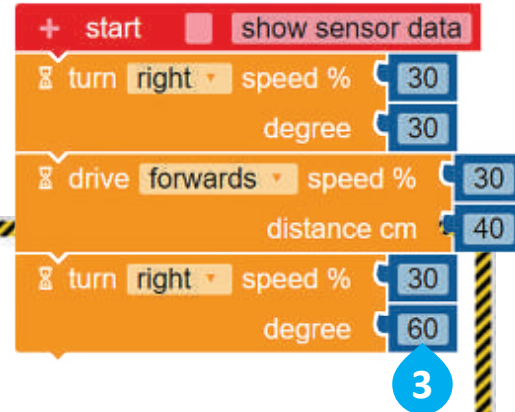 + start show sensor data
turn right speed % 30
degree 30
drive forwards speed % 30
distance cm 40
turn right speed % 30
degree 60
3